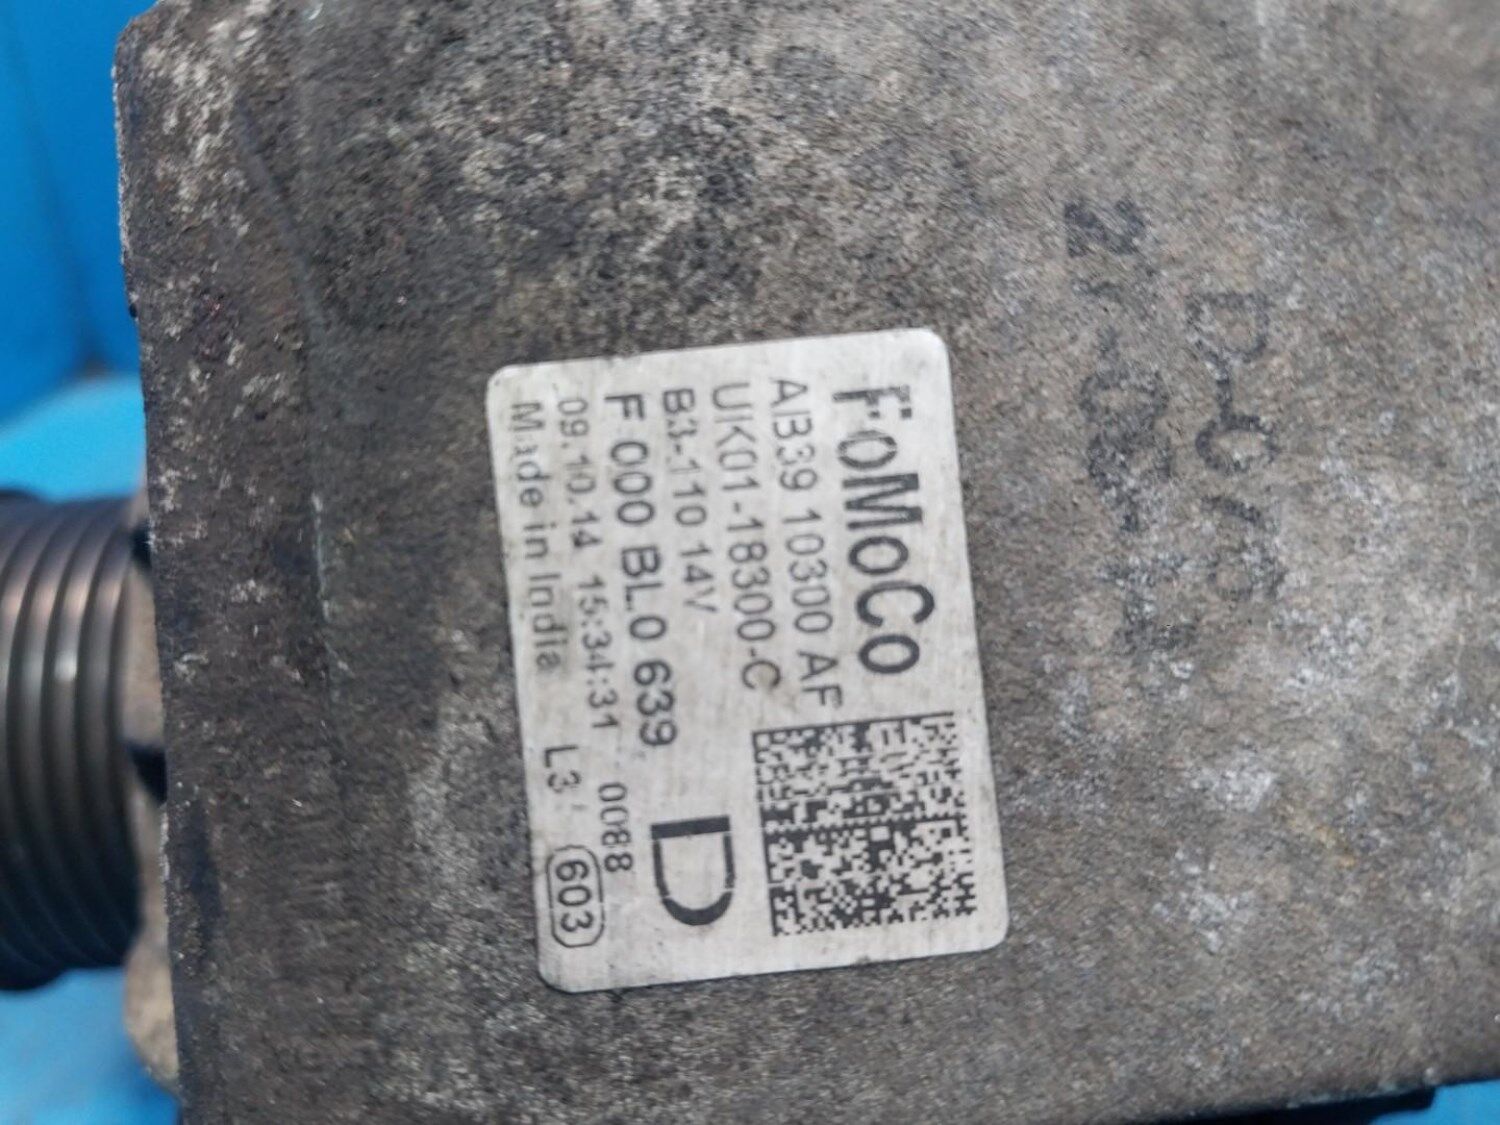 FoMoCo
AB39 10300 AF
UK01-18300-C
B3-110 14V
F 000 BL0 639
D
09.10.14 15:34:31 0088
Made in India L3 603